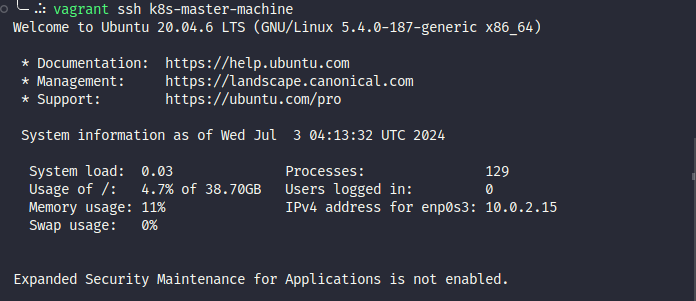 vagrant ssh k8s-master-machine
Welcome to Ubuntu 20.04.6 LTS (GNU/Linux 5.4.0-187-generic x86_64)
* Documentation:  https://help.ubuntu.com
* Management:     https://landscape.canonical.com
* Support:        https://ubuntu.com/pro
System information as of Wed Jul  3 04:13:32 UTC 2024
System load:  0.03              Processes:               129
Usage of /:   4.7% of 38.70GB   Users logged in:         0
Memory usage: 11%               IPv4 address for enp0s3: 10.0.2.15
Swap usage:   0%
Expanded Security Maintenance for Applications is not enabled.